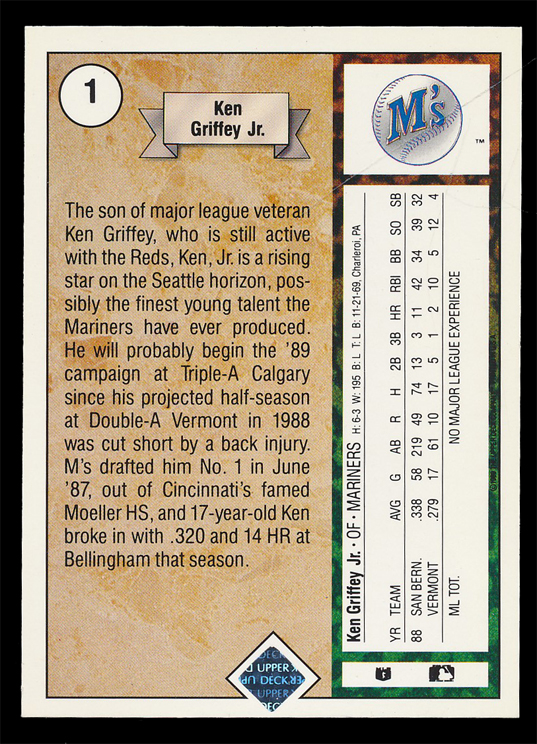 1
Ken
Griffey Jr.
The son of major league veteran
Ken Griffey, who is still active
with the Reds, Ken, Jr. is a rising
star on the Seattle horizon, pos-
sibly the finest young talent the
Mariners have ever produced.
He will probably begin the '89
campaign at Triple-A Calgary
since his projected half-season
at Double-A Vermont in 1988
was cut short by a back injury.
M's drafted him No. 1 in June
'87, out of Cincinnati's famed
Moeller HS, and 17-year-old Ken
broke in with .320 and 14 HR at
Bellingham that season.
M's
TM
Ken Griffey Jr. • OF • MARINERS H: 6-3 W: 195 B: L T: L B: 11-21-69, Charleroi, PA
YR TEAM AVG G AB R H 2B 3B HR RBI BB SO SB
88 SAN BERN. .338 58 219 49 74 13 3 11 42 34 39 32
VERMONT .279 17 61 10 17 5 1 2 10 5 12 4
ML TOT. NO MAJOR LEAGUE EXPERIENCE
UPPER
UPPER DECK
UPPER